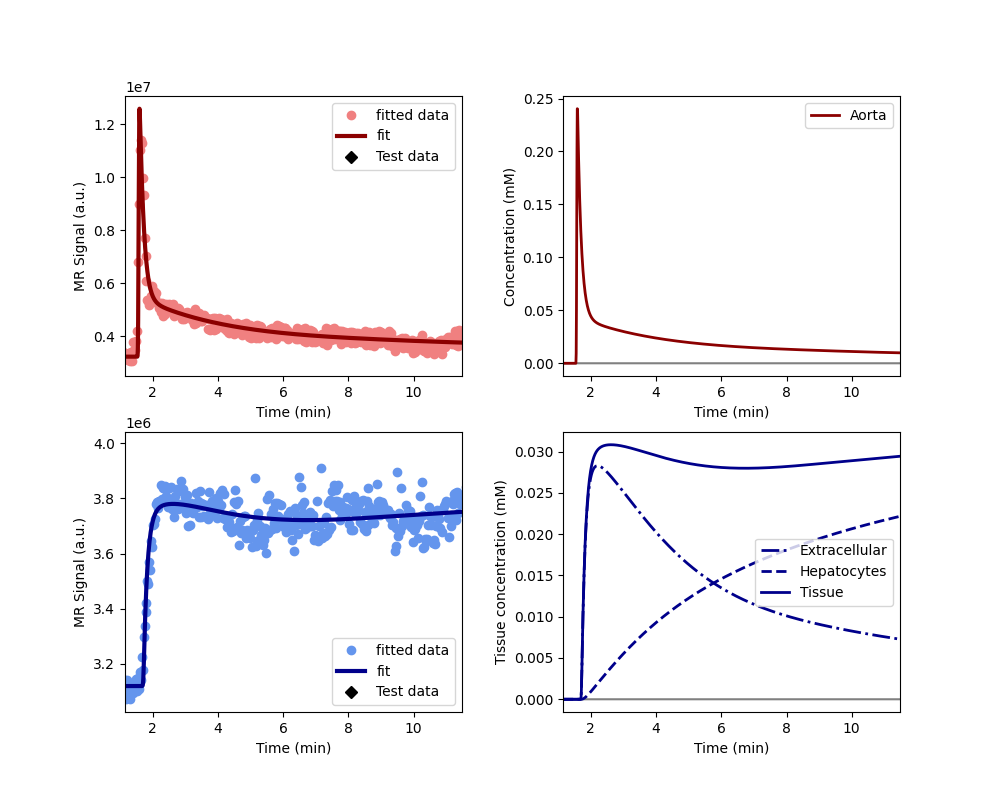 1e7
MR Signal (a.u.)
1.2
1.0
0.8
0.6
0.4
fitted data
fit
Test data
2 4 6 8 10
Time (min)
Concentration (mM)
0.25
0.20
0.15
0.10
0.05
0.00
Aorta
2 4 6 8 10
Time (min)
1e6
MR Signal (a.u.)
4.0
3.8
3.6
3.4
3.2
fitted data
fit
Test data
2 4 6 8 10
Time (min)
Tissue concentration (mM)
0.030
0.025
0.020
0.015
0.010
0.005
0.000
Extracellular
Hepatocytes
Tissue
2 4 6 8 10
Time (min)